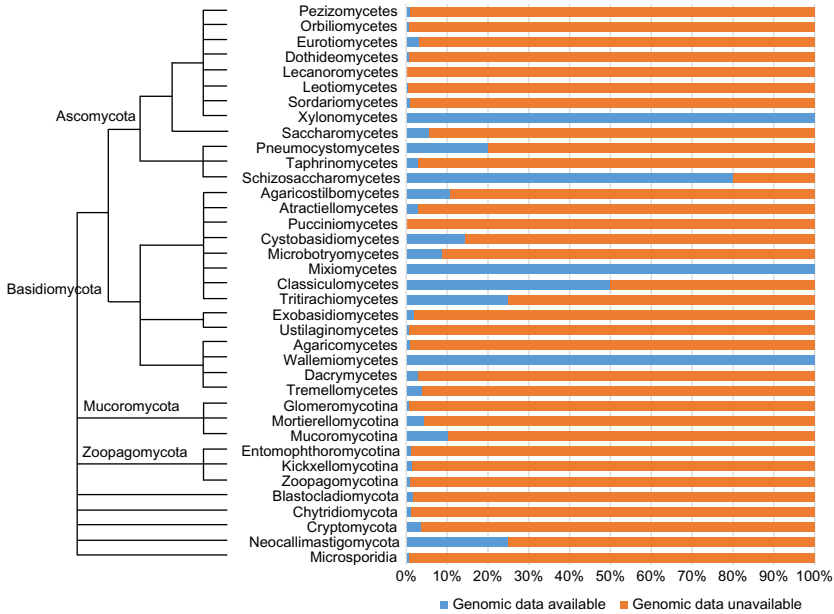 Pezizomycetes
Orbiliomycetes
Eurotiomycetes
Dothideomycetes
Lecanoromycetes
Leotiomycetes
Sordariomycetes
Ascomycota
Xylonomycetes
Saccharomycetes
Pneumocystomycetes
Taphrinomycetes
Schizosaccharomycetes
Agaricostilbomycetes
Atractiellomycetes
Pucciniomycetes
Cystobasidiomycetes
Microbotryomycetes
Mixiomycetes
Classiculomycetes
Basidiomycota
Tritirachiomycetes
Exobasidiomycetes
Ustilaginomycetes
Agaricomycetes
Wallemiomycetes
Dacrymycetes
Tremellomycetes
Mucoromycota
Glomeromycotina
Mortierellomycotina
Mucoromycotina
Zoopagomycota
Entomophthoromycotina
Kickxellomycotina
Zoopagomycotina
Blastocladiomycota
Chytridiomycota
Cryptomycota
Neocallimastigomycota
Microsporidia
0% 10% 20% 30% 40% 50% 60% 70% 80% 90% 100%
Genomic data available Genomic data unavailable